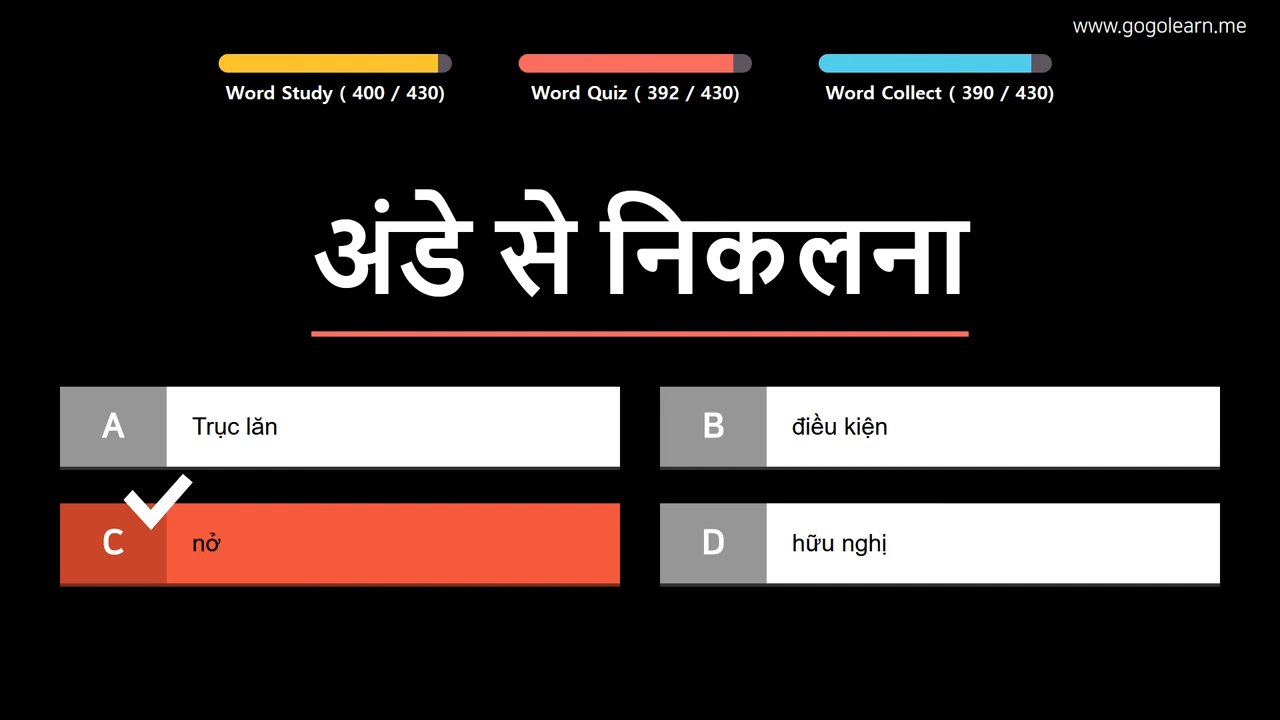 www.gogolearn.me
Word Study ( 400 / 430)
Word Quiz ( 392 / 430)
Word Collect ( 390 / 430)
अंडे से निकलना
A
Trục lăn
B
điều kiện
C
nở
D
hữu nghị